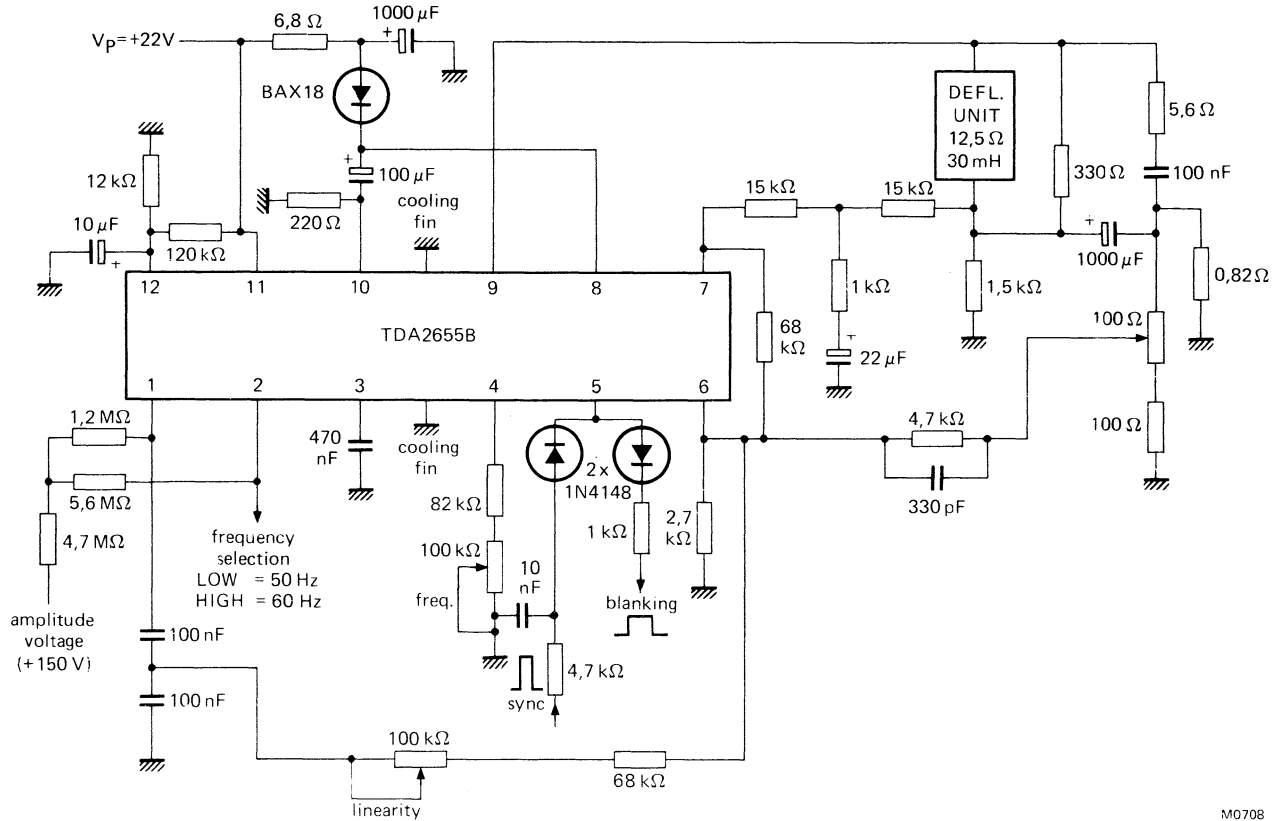 V_P=+22V
6,8 Ω
+
1000 µF
BAX18
+
100 µF
12 kΩ
220 Ω
cooling
fin
10 µF
+
120 kΩ
DEFL.
UNIT
12,5 Ω
30 mH
5,6 Ω
330 Ω
100 nF
15 kΩ
15 kΩ
+
1000 µF
0,82Ω
1 kΩ
1,5 kΩ
68
kΩ
+
22 µF
100 Ω
12
11
10
9
8
7
TDA2655B
1
2
3
4
5
6
1,2 MΩ
5,6 MΩ
4,7 MΩ
470
nF
cooling
fin
2 x
1N4148
4,7 kΩ
330 pF
100 Ω
82 kΩ
1 kΩ
2,7
kΩ
frequency
selection
LOW = 50 Hz
HIGH = 60 Hz
100 kΩ
freq.
10
nF
blanking
amplitude
voltage
(+150 V)
100 nF
100 nF
4,7 kΩ
sync
100 kΩ
linearity
68 kΩ
M0708